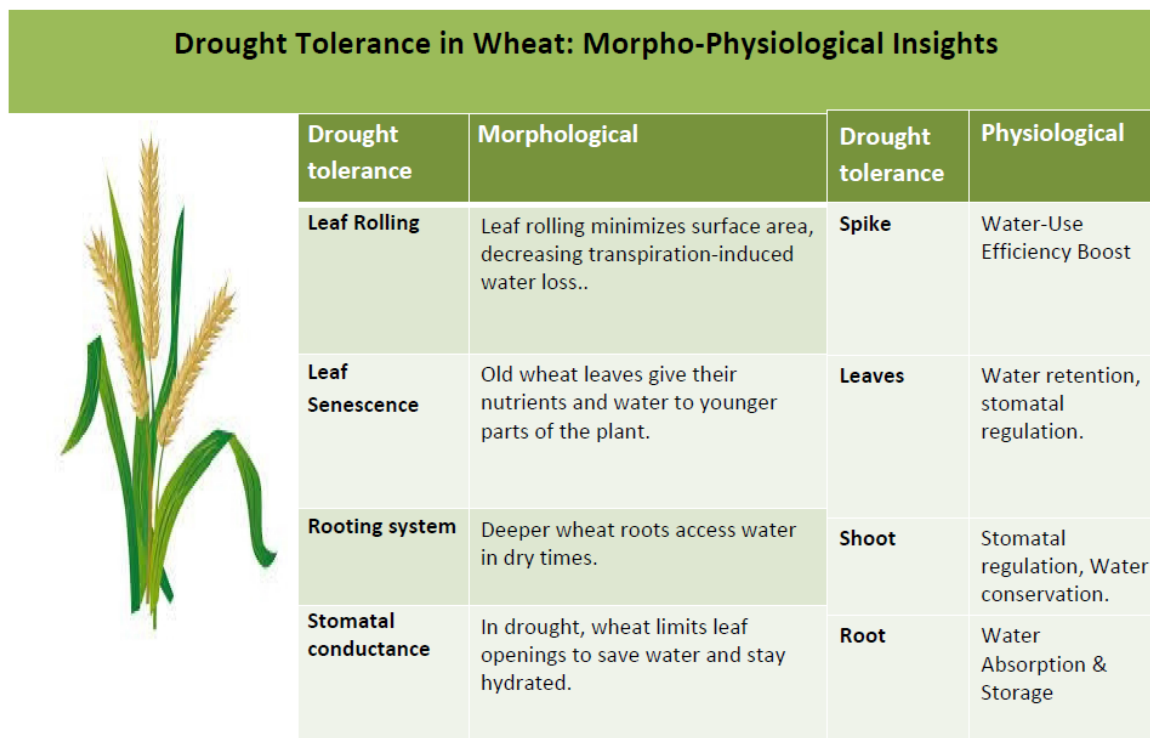 Drought Tolerance in Wheat: Morpho-Physiological Insights
Drought
tolerance
Morphological
Leaf Rolling
Leaf rolling minimizes surface area,
decreasing transpiration-induced
water loss..
Leaf
Senescence
Old wheat leaves give their
nutrients and water to younger
parts of the plant.
Rooting system
Deeper wheat roots access water
in dry times.
Stomatal
conductance
In drought, wheat limits leaf
openings to save water and stay
hydrated.
Drought
tolerance
Physiological
Spike
Water-Use
Efficiency Boost
Leaves
Water retention,
stomatal
regulation.
Shoot
Stomatal
regulation, Water
conservation.
Root
Water
Absorption &
Storage